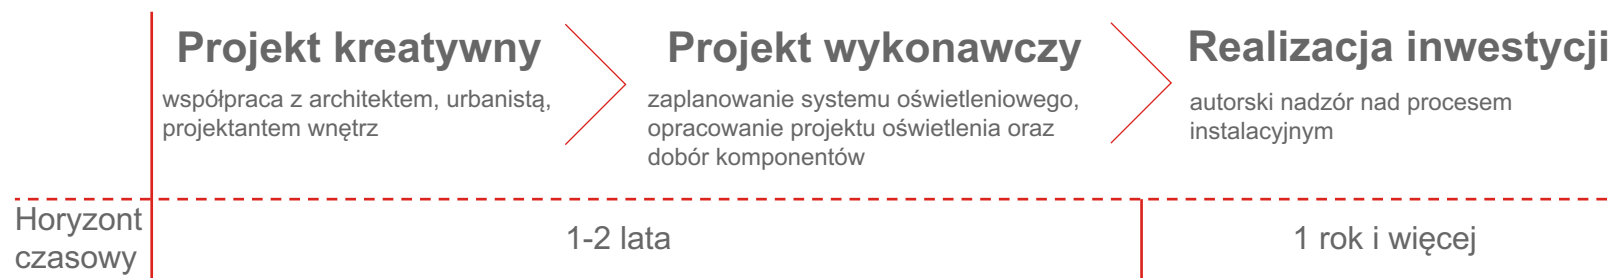 Projekt kreatywny
współpraca z architektem, urbanistą,
projektantem wnętrz
Projekt wykonawczy
zaplanowanie systemu oświetleniowego,
opracowanie projektu oświetlenia oraz
dobór komponentów
Realizacja inwestycji
autorski nadzór nad procesem
instalacyjnym
Horyzont
czasowy
1-2 lata
1 rok i więcej